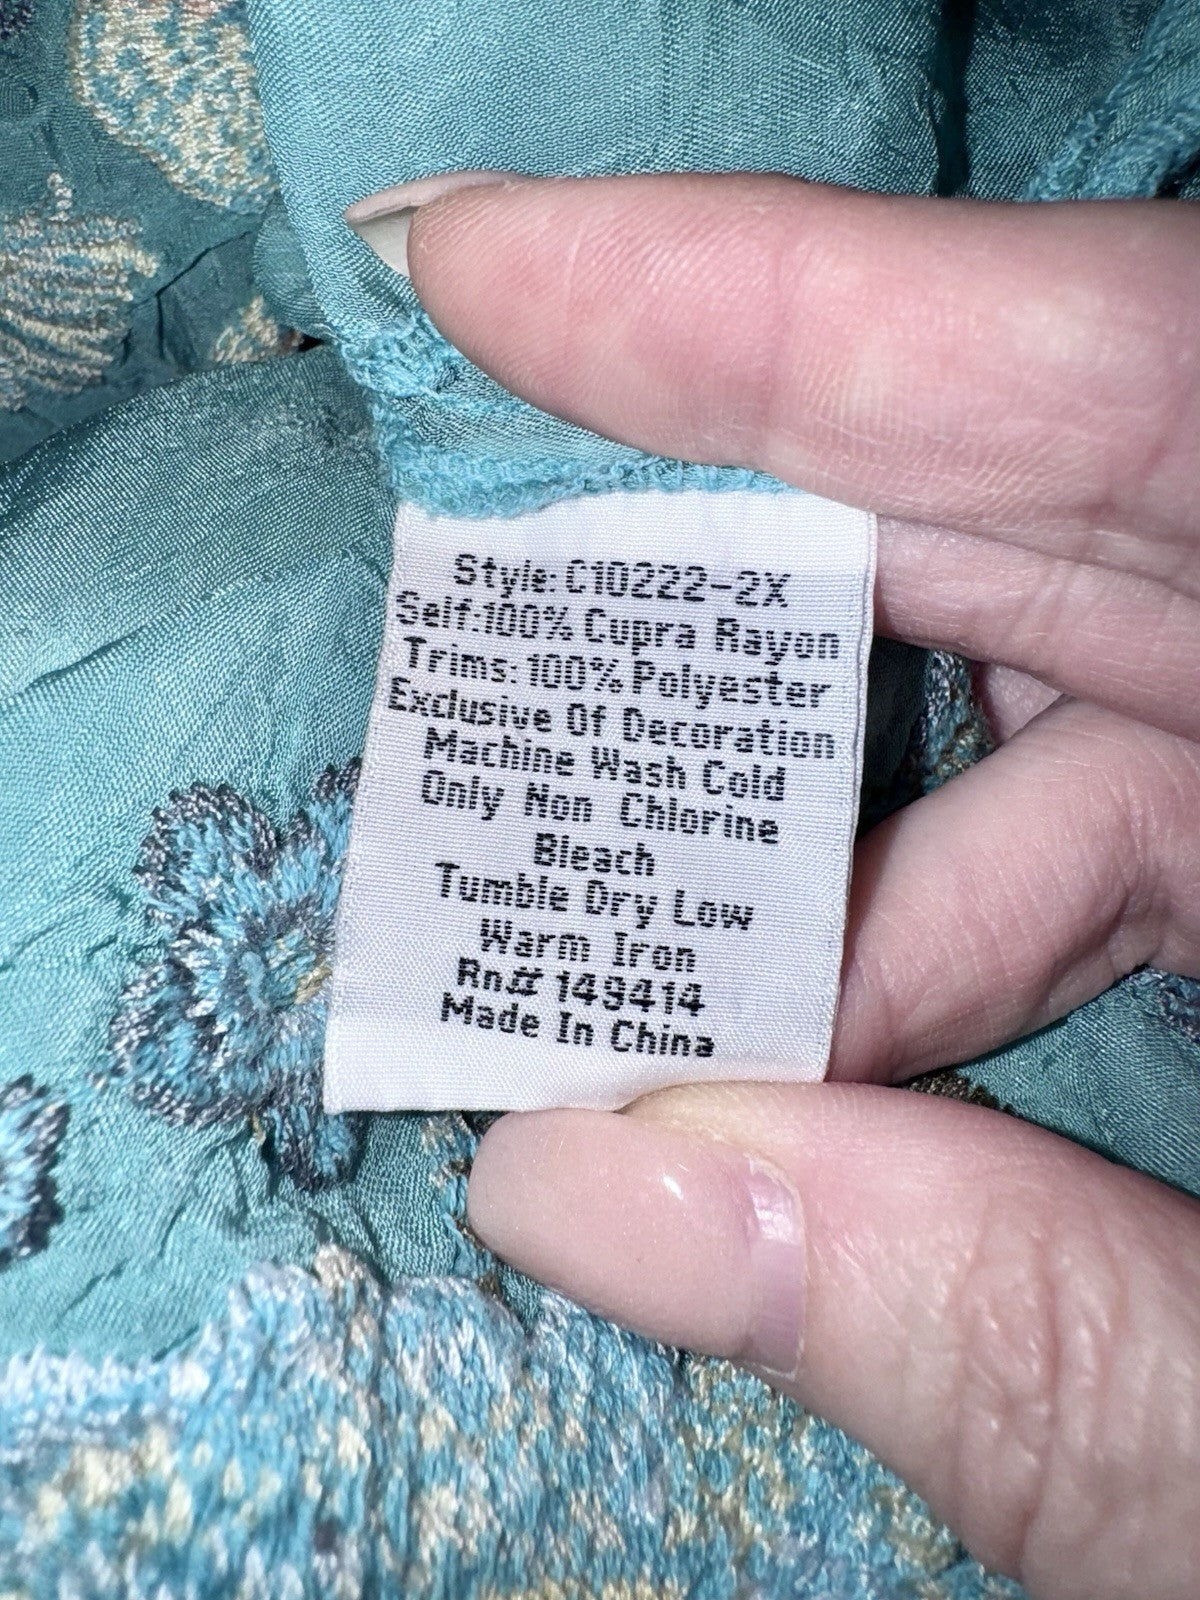 Style: C10222-2X
Self:100% Cupra Rayon
Trims: 100% Polyester
Exclusive Of Decoration
Machine Wash Cold
Only Non Chlorine
Bleach
Tumble Dry Low
Warm Iron
Rn# 149414
Made In China